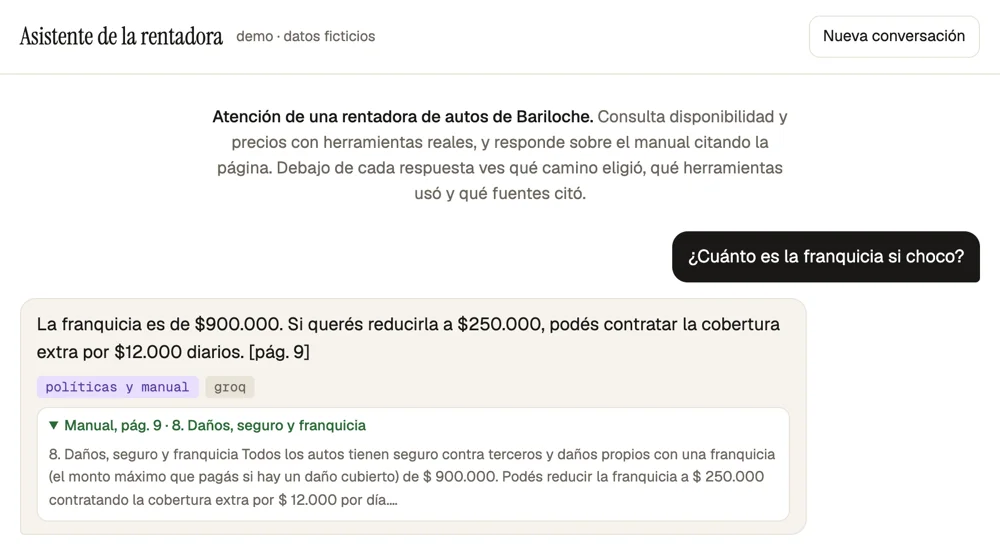 Asistente de la rentadora demo · datos ficticios
Nueva conversación
Atención de una rentadora de autos de Bariloche. Consulta disponibilidad y
precios con herramientas reales, y responde sobre el manual citando la
página. Debajo de cada respuesta ves qué camino eligió, qué herramientas
usó y qué fuentes citó.
¿Cuánto es la franquicia si choco?
La franquicia es de $900.000. Si querés reducirla a $250.000, podés contratar la cobertura
extra por $12.000 diarios. [pág. 9]
políticas y manual groq
▼ Manual, pág. 9 · 8. Daños, seguro y franquicia
8. Daños, seguro y franquicia Todos los autos tienen seguro contra terceros y daños propios con una franquicia
(el monto máximo que pagás si hay un daño cubierto) de $ 900.000. Podés reducir la franquicia a $ 250.000
contratando la cobertura extra por $ 12.000 por día....